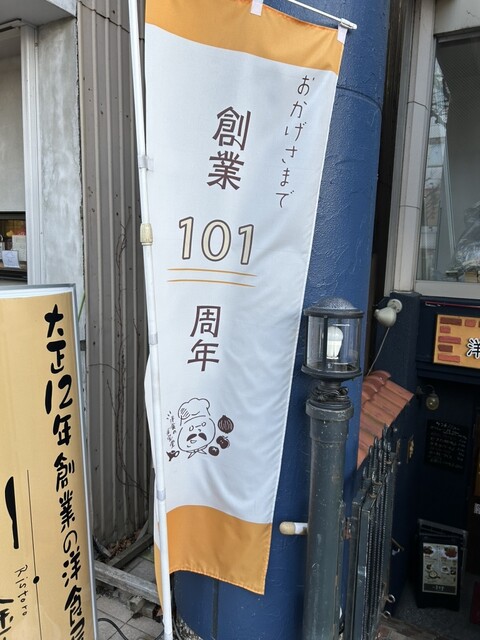 おかげさまで
創業
101
周年
大正12年創業の洋食
Ristora
洋